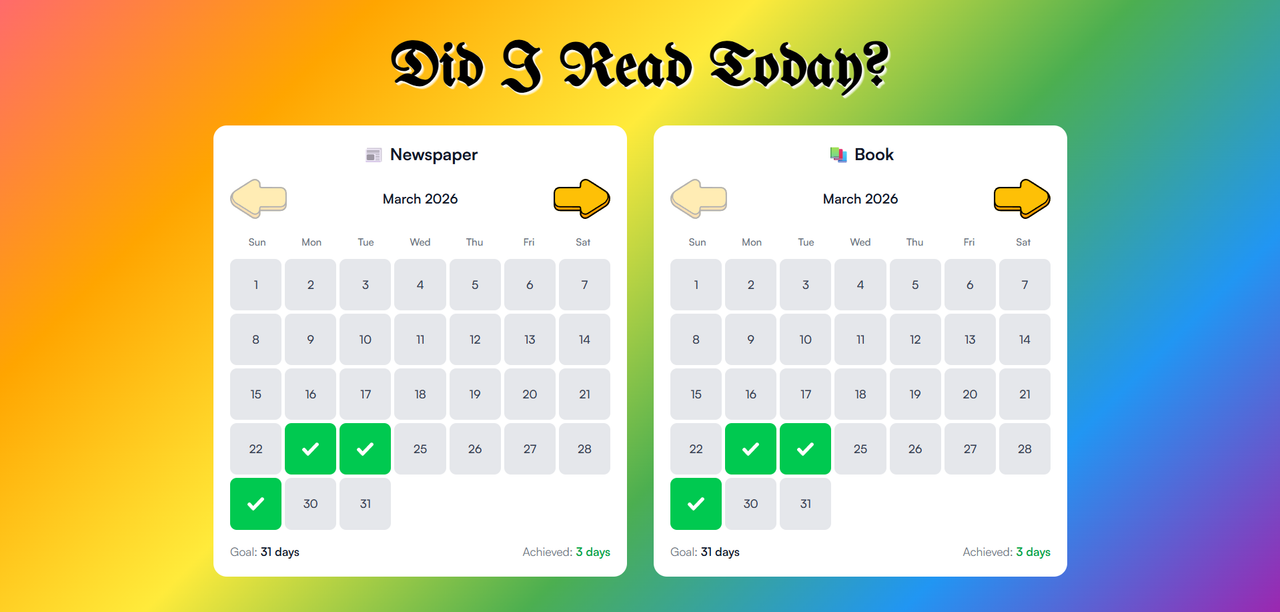 Did I Read Today?
Newspaper
March 2026
Sun Mon Tue Wed Thu Fri Sat
1 2 3 4 5 6 7
8 9 10 11 12 13 14
15 16 17 18 19 20 21
22 25 26 27 28
30 31
Goal: 31 days Achieved: 3 days
Book
March 2026
Sun Mon Tue Wed Thu Fri Sat
1 2 3 4 5 6 7
8 9 10 11 12 13 14
15 16 17 18 19 20 21
22 25 26 27 28
30 31
Goal: 31 days Achieved: 3 days